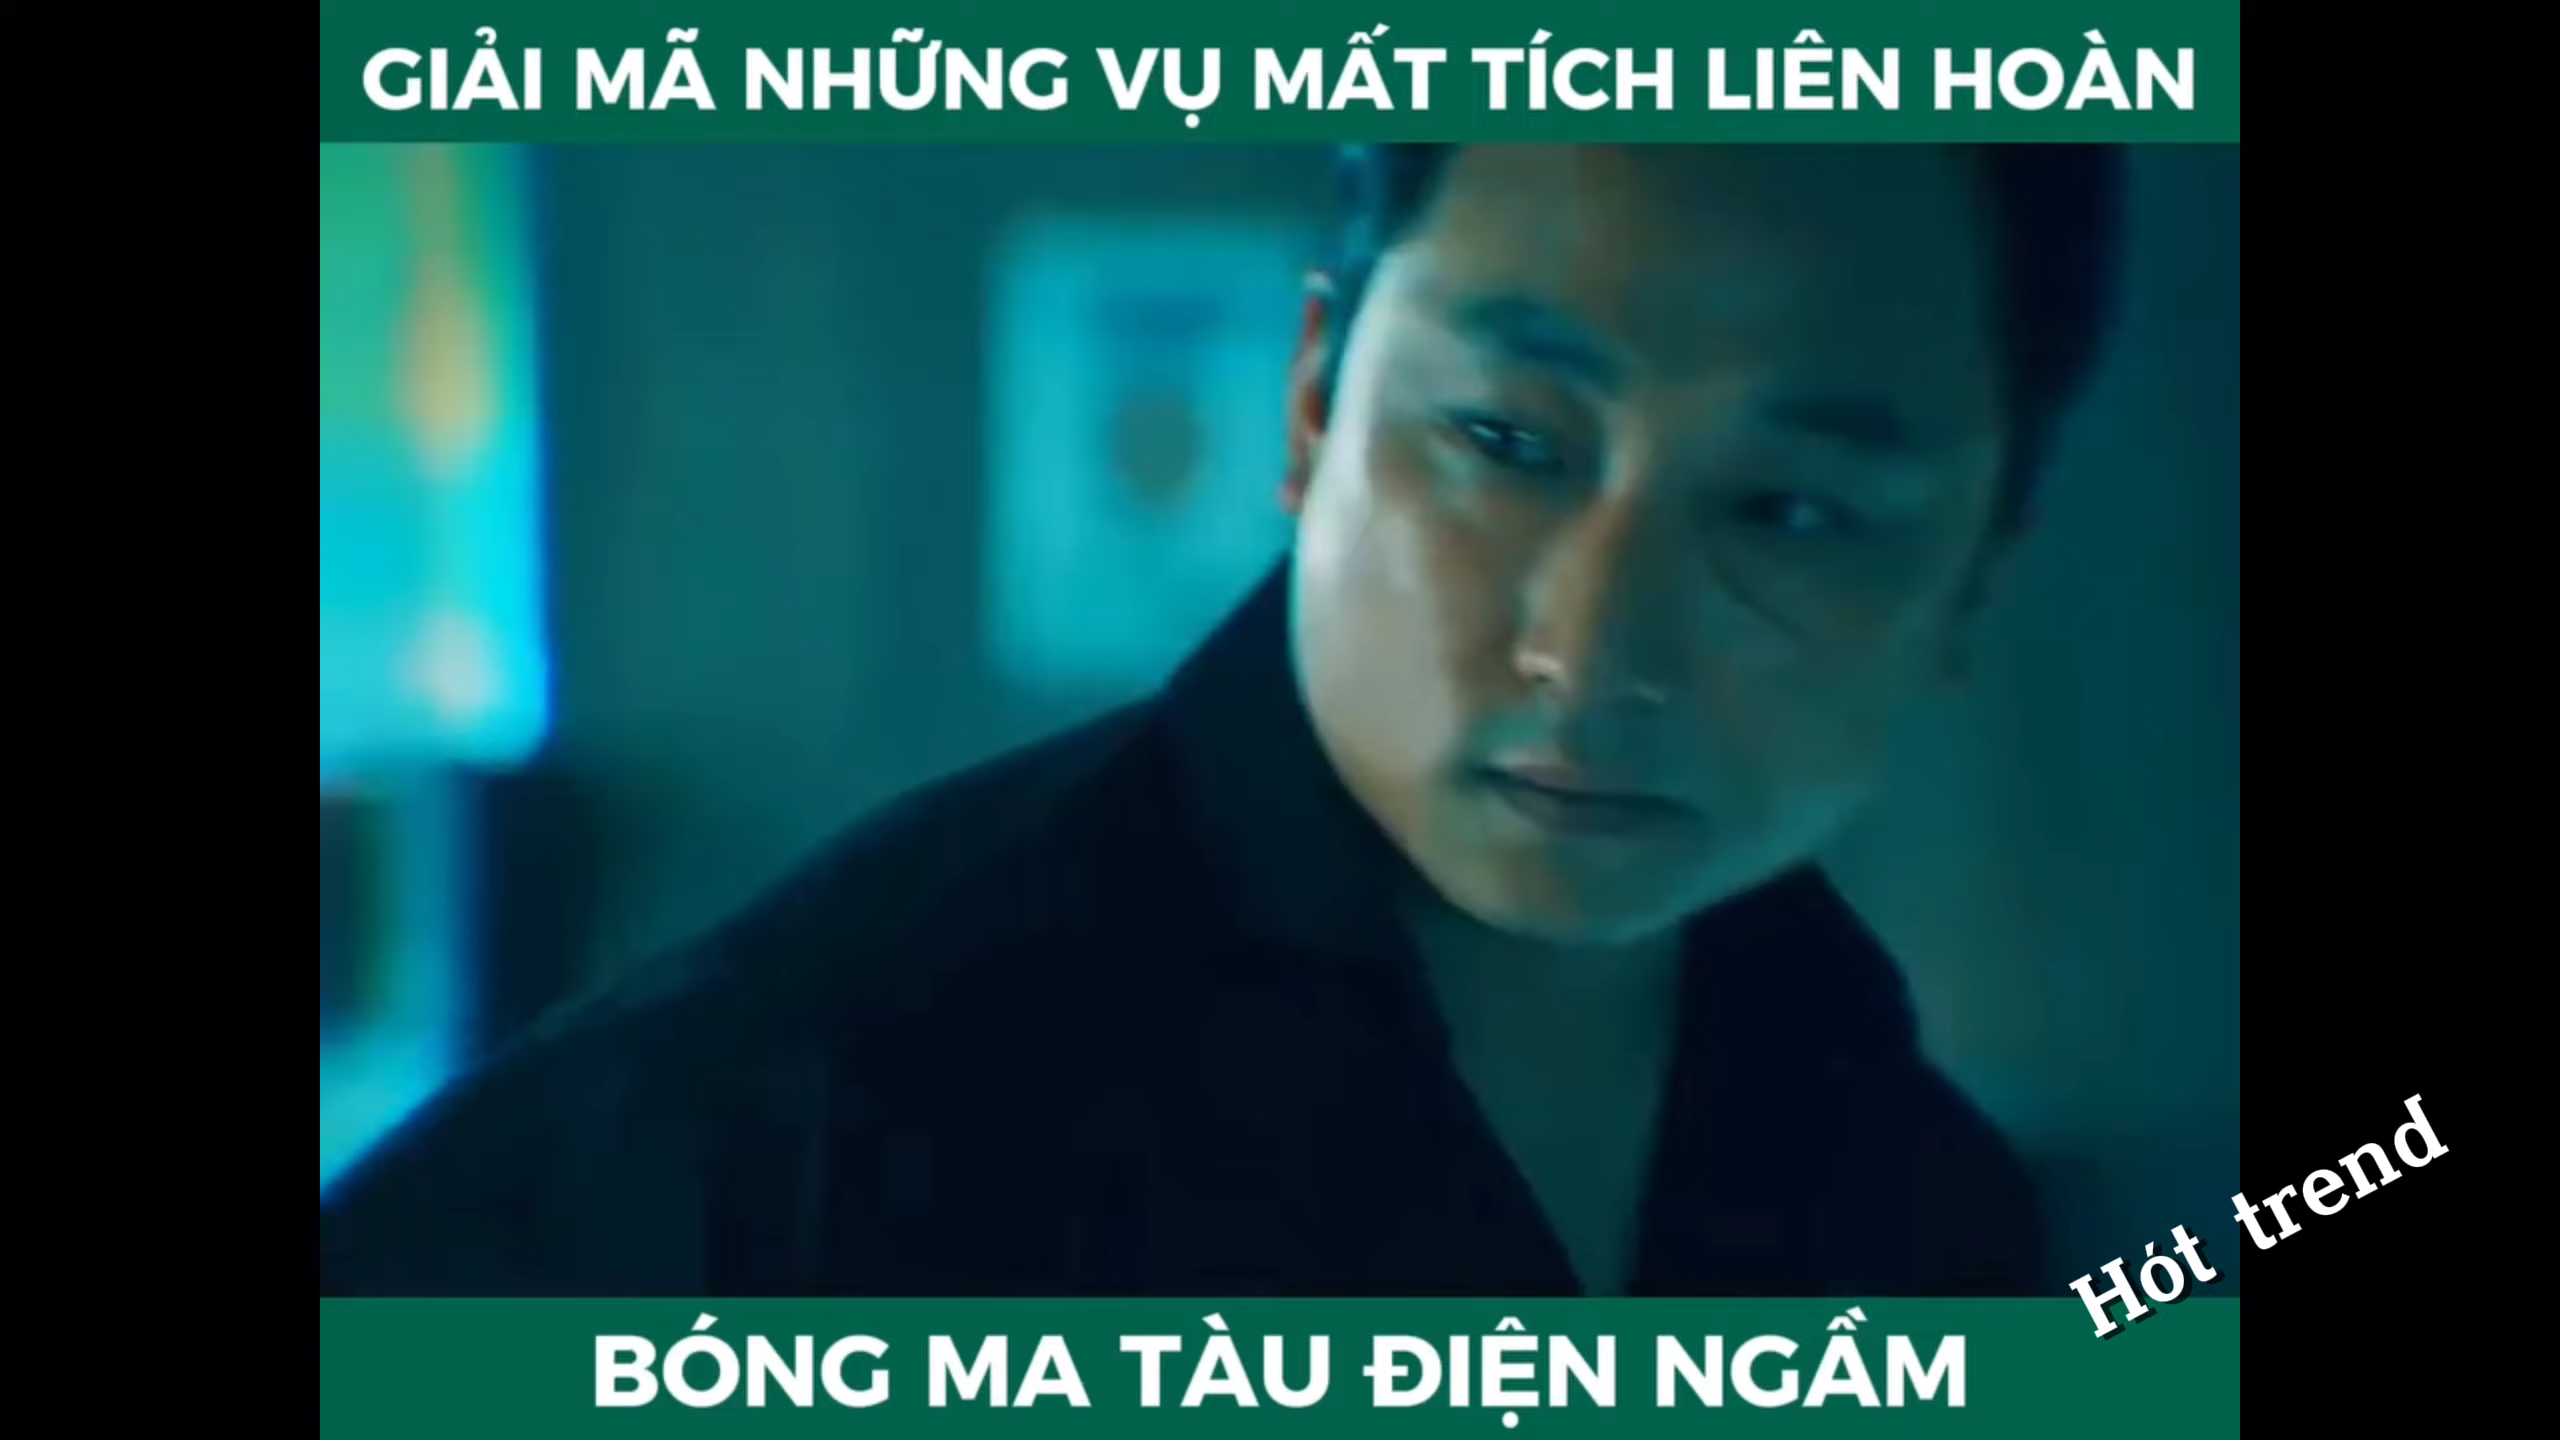 GIẢI MÃ NHỮNG VỤ MẤT TÍCH LIÊN HOÀN
Hót trend
BÓNG MA TÀU ĐIỆN NGẦM